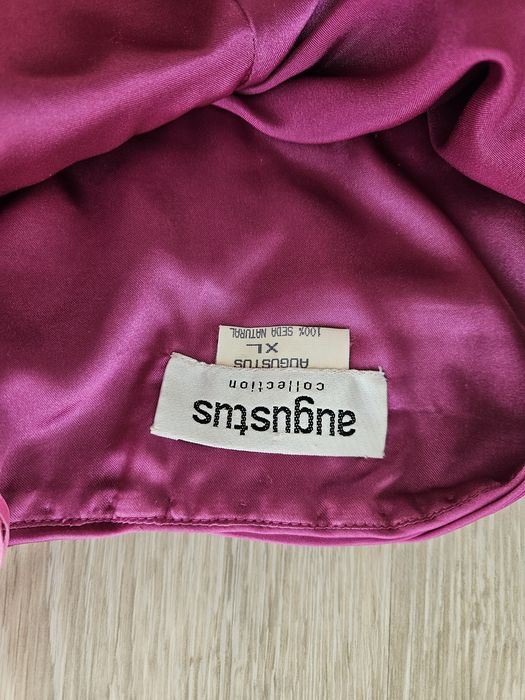 augustus
collection
AUGUSTUS
XL
100% SEDA NATURAL